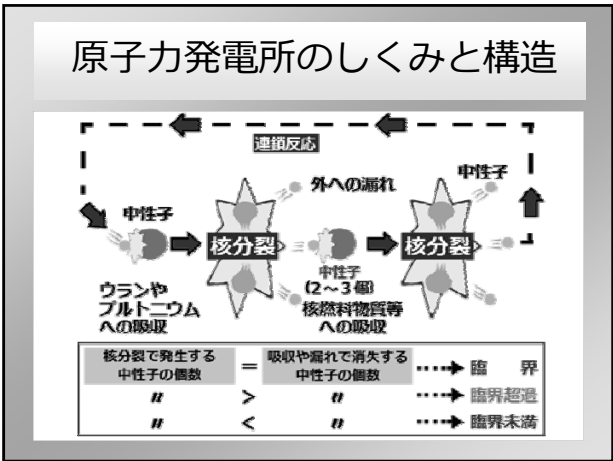 原子力発電所のしくみと構造
連鎖反応
中性子
外への漏れ
中性子
核分裂
核分裂
中性子
(2～3個)
ウランや
プルトニウム
への吸収
核燃料物質等
への吸収
核分裂で発生する
中性子の個数
=
吸収や漏れで消失する
中性子の個数
臨 界
〃 > 〃 臨界超過
〃 < 〃 臨界未満